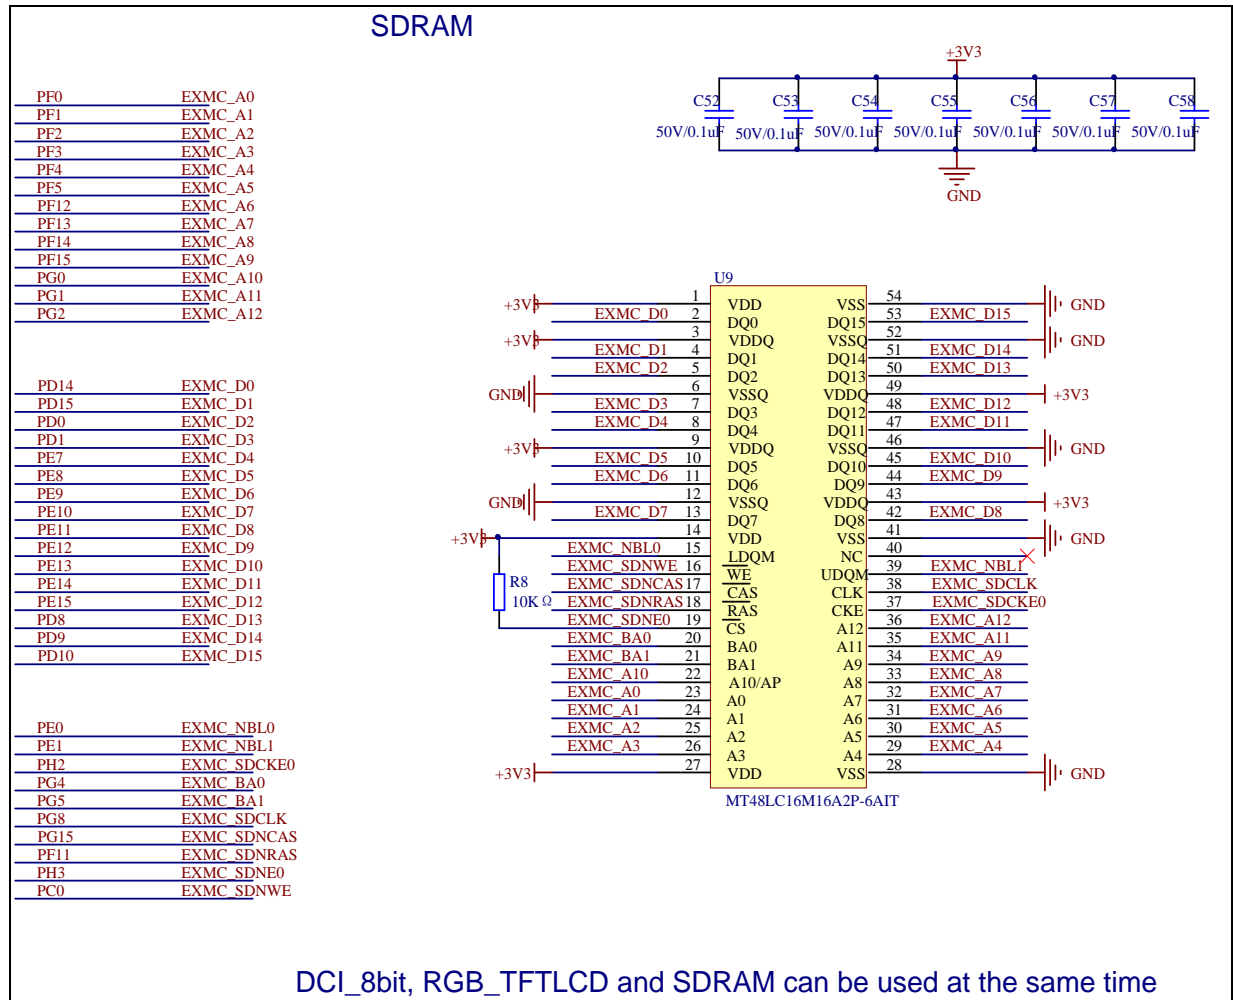 SDRAM
+3V3
C52 C53 C54 C55 C56 C57 C58
50V/0.1uF 50V/0.1uF 50V/0.1uF 50V/0.1uF 50V/0.1uF 50V/0.1uF 50V/0.1uF
GND
PF0 EXMC_A0
PF1 EXMC_A1
PF2 EXMC_A2
PF3 EXMC_A3
PF4 EXMC_A4
PF5 EXMC_A5
PF12 EXMC_A6
PF13 EXMC_A7
PF14 EXMC_A8
PF15 EXMC_A9
PG0 EXMC_A10
PG1 EXMC_A11
PG2 EXMC_A12
PD14 EXMC_D0
PD15 EXMC_D1
PD0 EXMC_D2
PD1 EXMC_D3
PE7 EXMC_D4
PE8 EXMC_D5
PE9 EXMC_D6
PE10 EXMC_D7
PE11 EXMC_D8
PE12 EXMC_D9
PE13 EXMC_D10
PE14 EXMC_D11
PE15 EXMC_D12
PD8 EXMC_D13
PD9 EXMC_D14
PD10 EXMC_D15
PE0 EXMC_NBL0
PE1 EXMC_NBL1
PH2 EXMC_SDCKE0
PG4 EXMC_BA0
PG5 EXMC_BA1
PG8 EXMC_SDCLK
PG15 EXMC_SDNCAS
PF11 EXMC_SDNRAS
PH3 EXMC_SDNE0
PC0 EXMC_SDNWE
U9
+3V3 1 VDD VSS 54 GND
EXMC_D0 2 DQ0 DQ15 53 EXMC_D15
+3V3 3 VDDQ VSSQ 52 GND
EXMC_D1 4 DQ1 DQ14 51 EXMC_D14
EXMC_D2 5 DQ2 DQ13 50 EXMC_D13
GND 6 VSSQ VDDQ 49 +3V3
EXMC_D3 7 DQ3 DQ12 48 EXMC_D12
EXMC_D4 8 DQ4 DQ11 47 EXMC_D11
+3V3 9 VDDQ VSSQ 46 GND
EXMC_D5 10 DQ5 DQ10 45 EXMC_D10
EXMC_D6 11 DQ6 DQ9 44 EXMC_D9
GND 12 VSSQ VDDQ 43 +3V3
EXMC_D7 13 DQ7 DQ8 42 EXMC_D8
+3V3 14 VDD VSS 41 GND
EXMC_NBL0 15 LDQM NC 40
EXMC_SDNWE 16 WE UDQM 39 EXMC_NBL1
R8 EXMC_SDNCAS 17 CAS CLK 38 EXMC_SDCLK
10KΩ EXMC_SDNRAS 18 RAS CKE 37 EXMC_SDCKE0
EXMC_SDNE0 19 CS A12 36 EXMC_A12
EXMC_BA0 20 BA0 A11 35 EXMC_A11
EXMC_BA1 21 BA1 A9 34 EXMC_A9
EXMC_A10 22 A10/AP A8 33 EXMC_A8
EXMC_A0 23 A0 A7 32 EXMC_A7
EXMC_A1 24 A1 A6 31 EXMC_A6
EXMC_A2 25 A2 A5 30 EXMC_A5
EXMC_A3 26 A3 A4 29 EXMC_A4
+3V3 27 VDD VSS 28 GND
MT48LC16M16A2P-6AIT
DCI_8bit, RGB_TFTLCD and SDRAM can be used at the same time